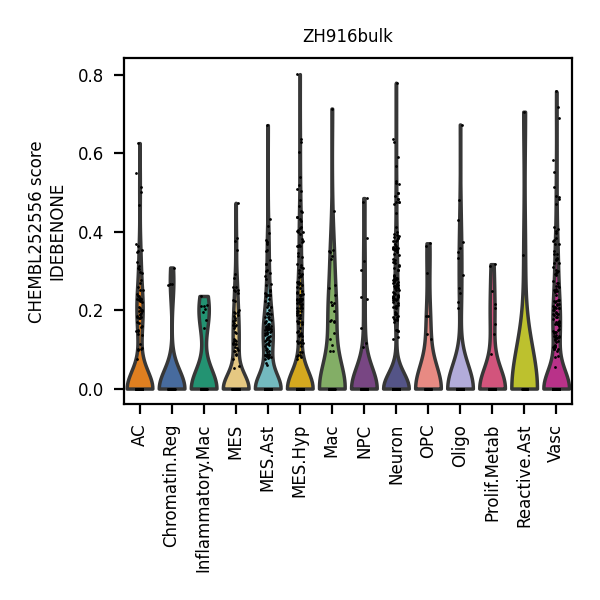 ZH916bulk
CHEMBL252556 score
IDEBENONE
0.8
0.6
0.4
0.2
0.0
AC
Chromatin.Reg
Inflammatory.Mac
MES
MES.Ast
MES.Hyp
Mac
NPC
Neuron
OPC
Oligo
Prolif.Metab
Reactive.Ast
Vasc